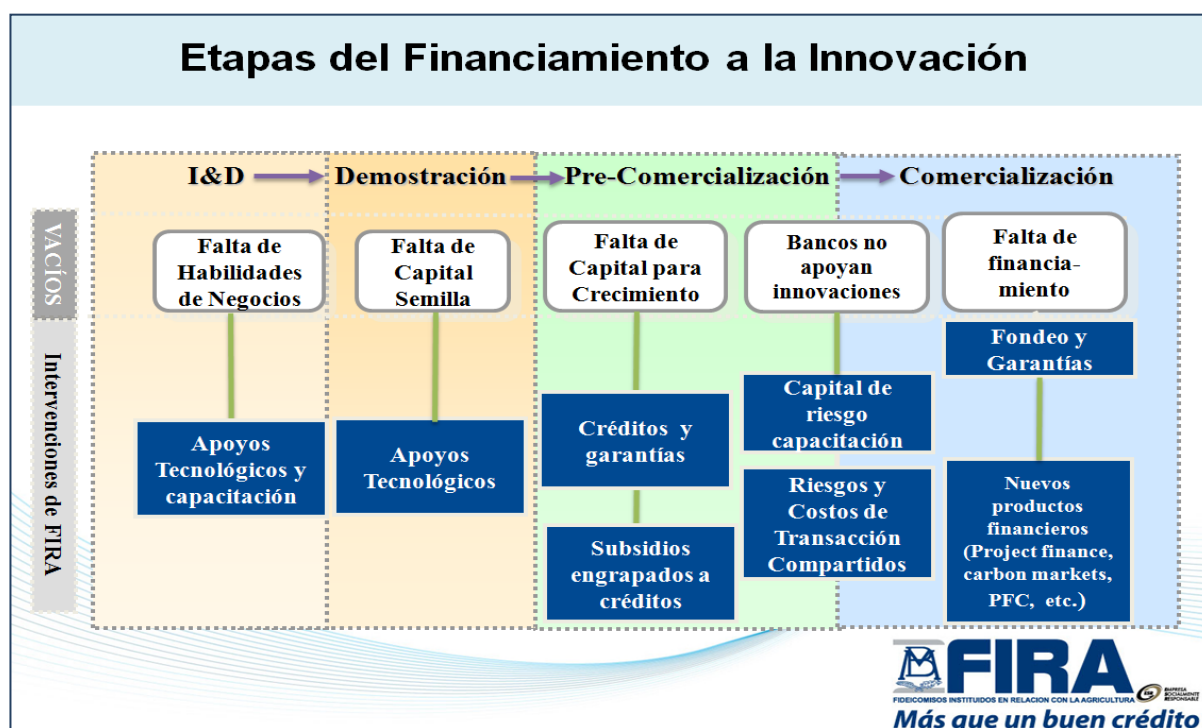 Etapas del Financiamiento a la Innovación
I&D
Demostración
Pre-Comercialización
Comercialización
VACÍOS
Falta de
Habilidades
de Negocios
Falta de
Capital
Semilla
Falta de
Capital para
Crecimiento
Bancos no
apoyan
innovaciones
Falta de
financia-
miento
Intervenciones de FIRA
Apoyos
Tecnológicos y
capacitación
Apoyos
Tecnológicos
Créditos y
garantías
Subsidios
engrapados a
créditos
Capital de
riesgo
capacitación
Riesgos y
Costos de
Transacción
Compartidos
Fondeo y
Garantías
Nuevos
productos
financieros
(Project finance,
carbon markets,
PFC, etc.)
FIRA
FIDEICOMISOS INSTITUIDOS EN RELACION CON LA AGRICULTURA
EMPRESA
SOCIALMENTE
RESPONSABLE
Más que un buen crédito